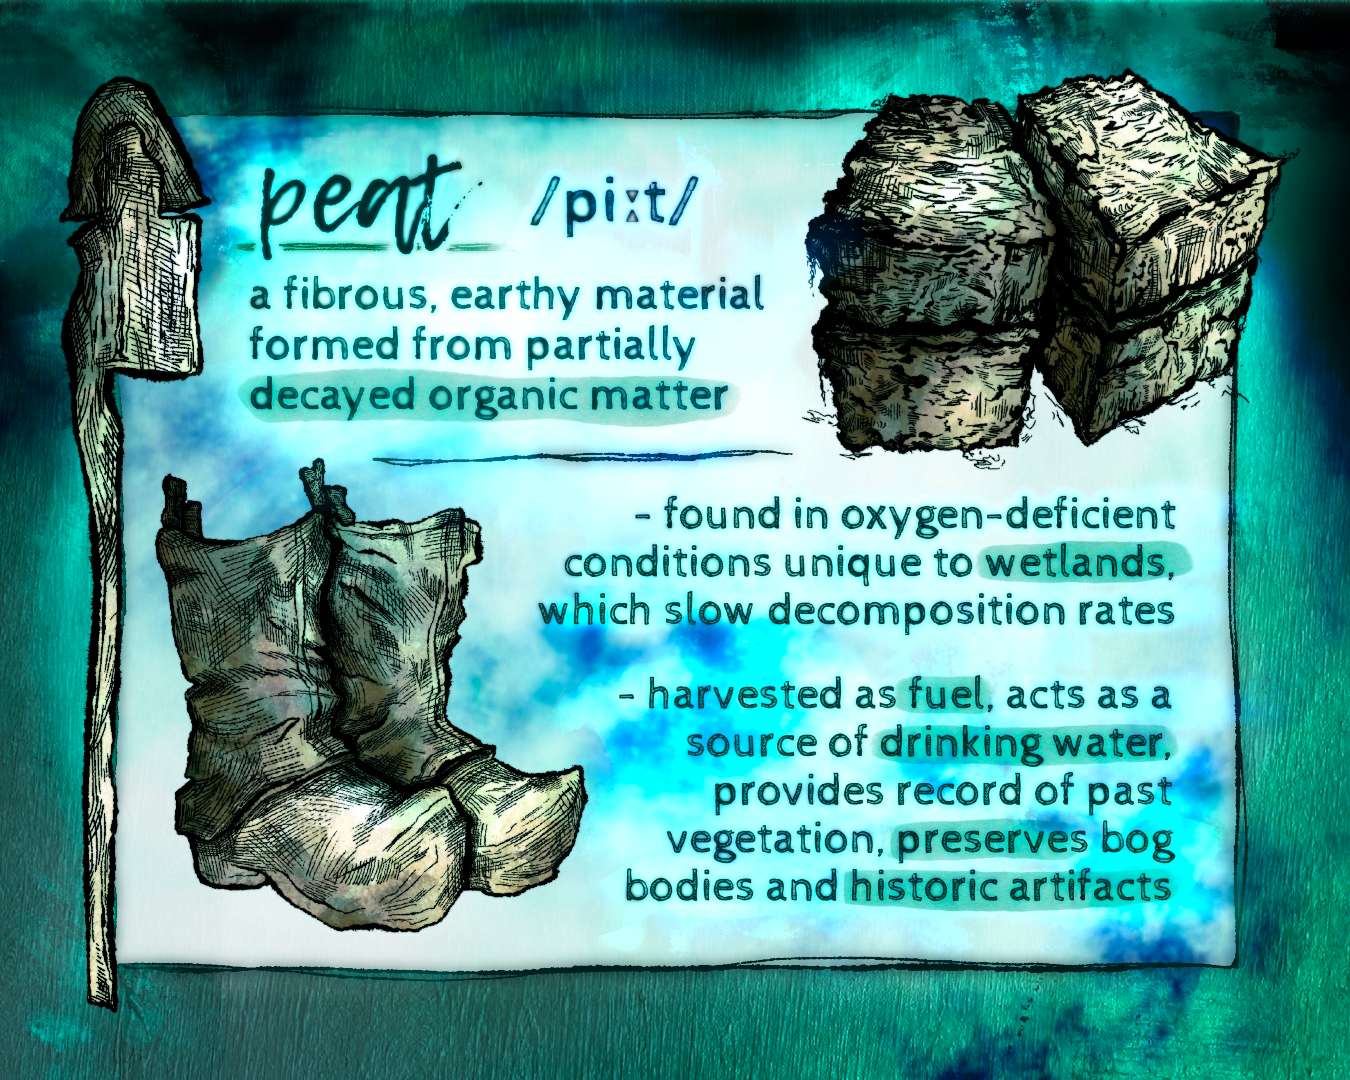 peat /piːt/
a fibrous, earthy material
formed from partially
decayed organic matter
- found in oxygen-deficient
conditions unique to wetlands,
which slow decomposition rates
- harvested as fuel, acts as a
source of drinking water,
provides record of past
vegetation, preserves bog
bodies and historic artifacts